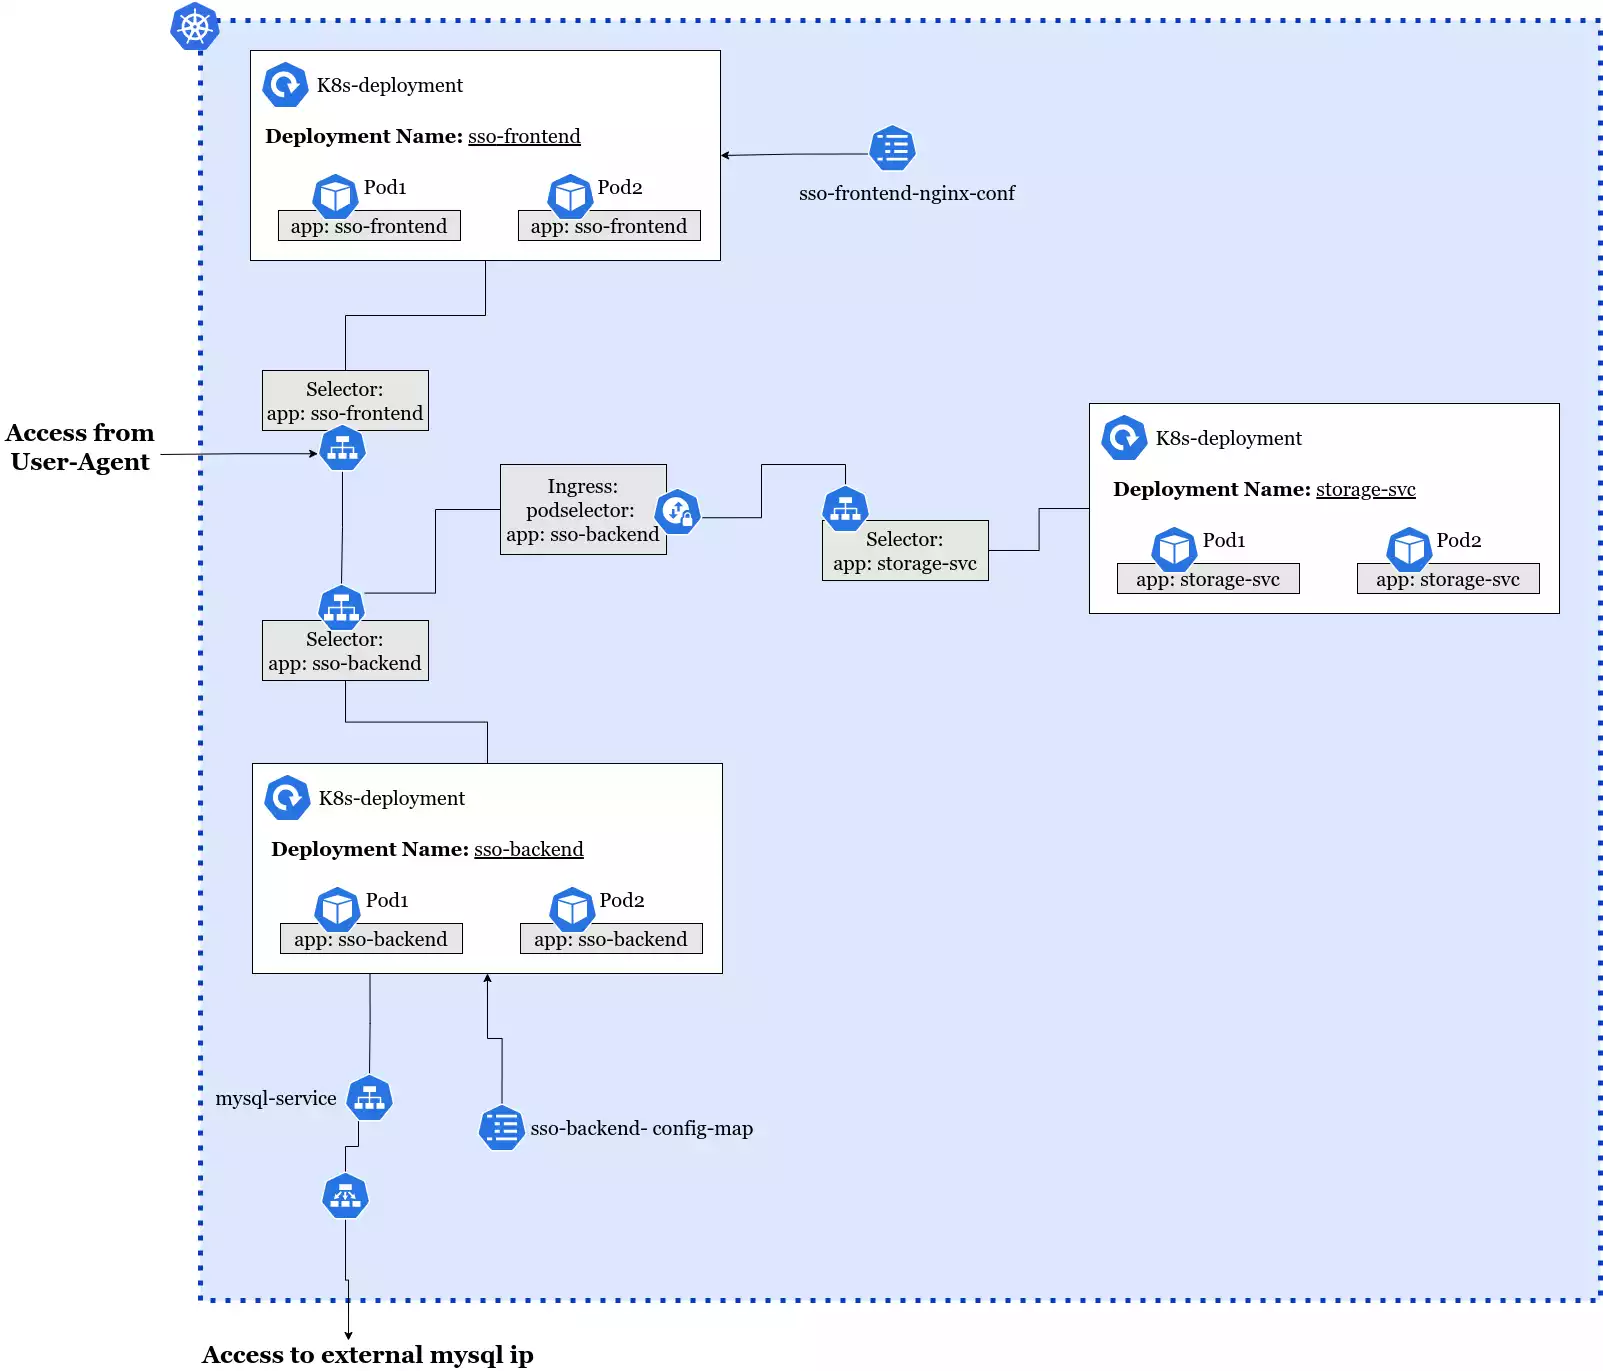 K8s-deployment
Deployment Name: sso-frontend
Pod1
app: sso-frontend
Pod2
app: sso-frontend
sso-frontend-nginx-conf
Selector:
app: sso-frontend
Access from
User-Agent
Ingress:
podselector:
app: sso-backend
Selector:
app: storage-svc
K8s-deployment
Deployment Name: storage-svc
Pod1
app: storage-svc
Pod2
app: storage-svc
Selector:
app: sso-backend
K8s-deployment
Deployment Name: sso-backend
Pod1
app: sso-backend
Pod2
app: sso-backend
mysql-service
sso-backend- config-map
Access to external mysql ip